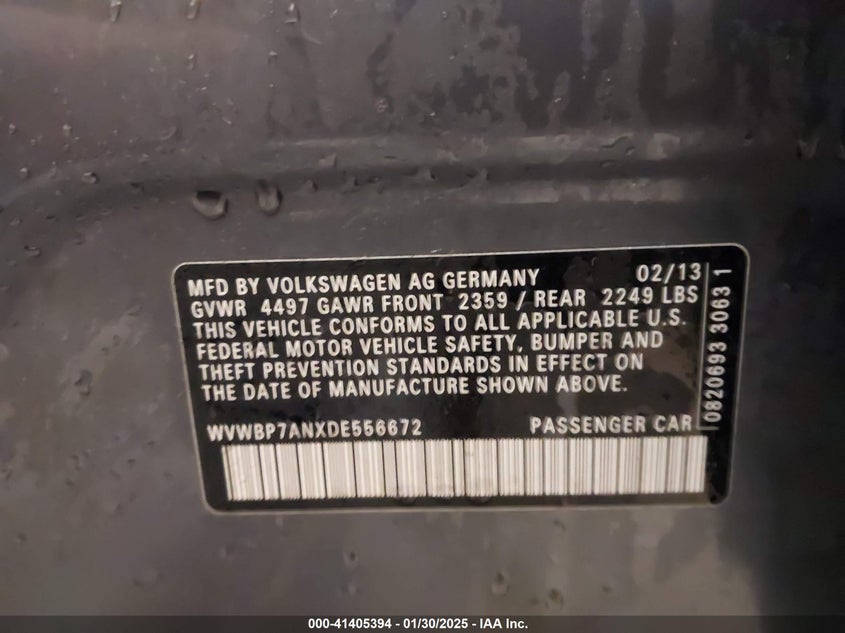 MFD BY VOLKSWAGEN AG GERMANY 02/13
GVWR 4497 GAWR FRONT 2359 / REAR 2249 LBS
THIS VEHICLE CONFORMS TO ALL APPLICABLE U.S.
FEDERAL MOTOR VEHICLE SAFETY, BUMPER AND
THEFT PREVENTION STANDARDS IN EFFECT ON
THE DATE OF MANUFACTURE SHOWN ABOVE.
WVWBP7ANXDE556672 PASSENGER CAR
0820693 30631
000-41405394 - 01/30/2025 - IAA Inc.